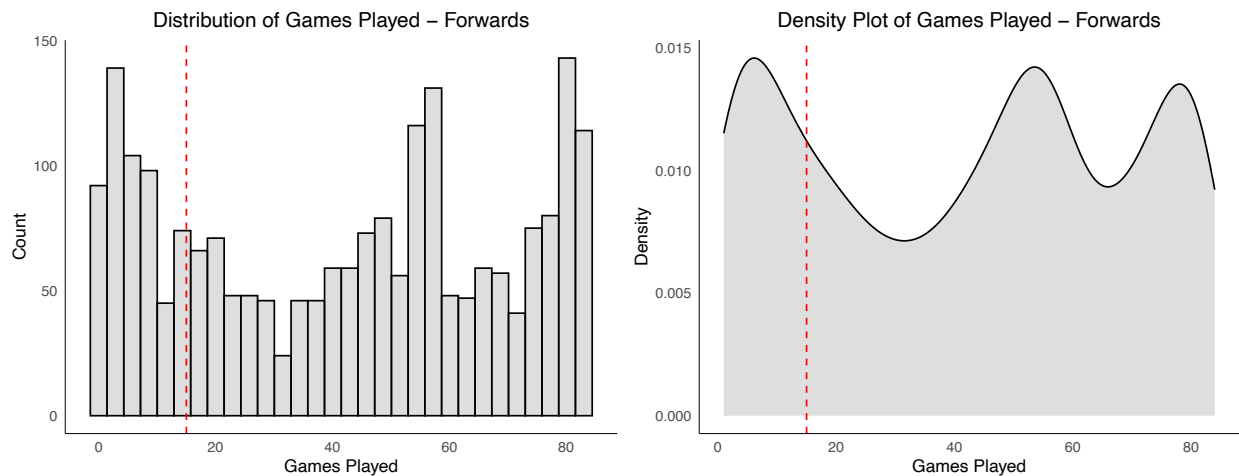 Distribution of Games Played − Forwards
150
100
50
0
Count
0 20 40 60 80
Games Played
Density Plot of Games Played − Forwards
0.015
0.010
0.005
0.000
Density
0 20 40 60 80
Games Played